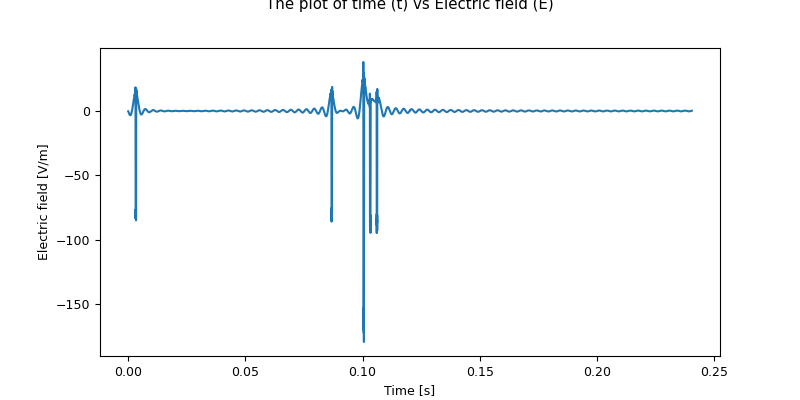 The plot of time (t) vs Electric field (E)
Electric field [V/m]
0
−50
−100
−150
0.00 0.05 0.10 0.15 0.20 0.25
Time [s]